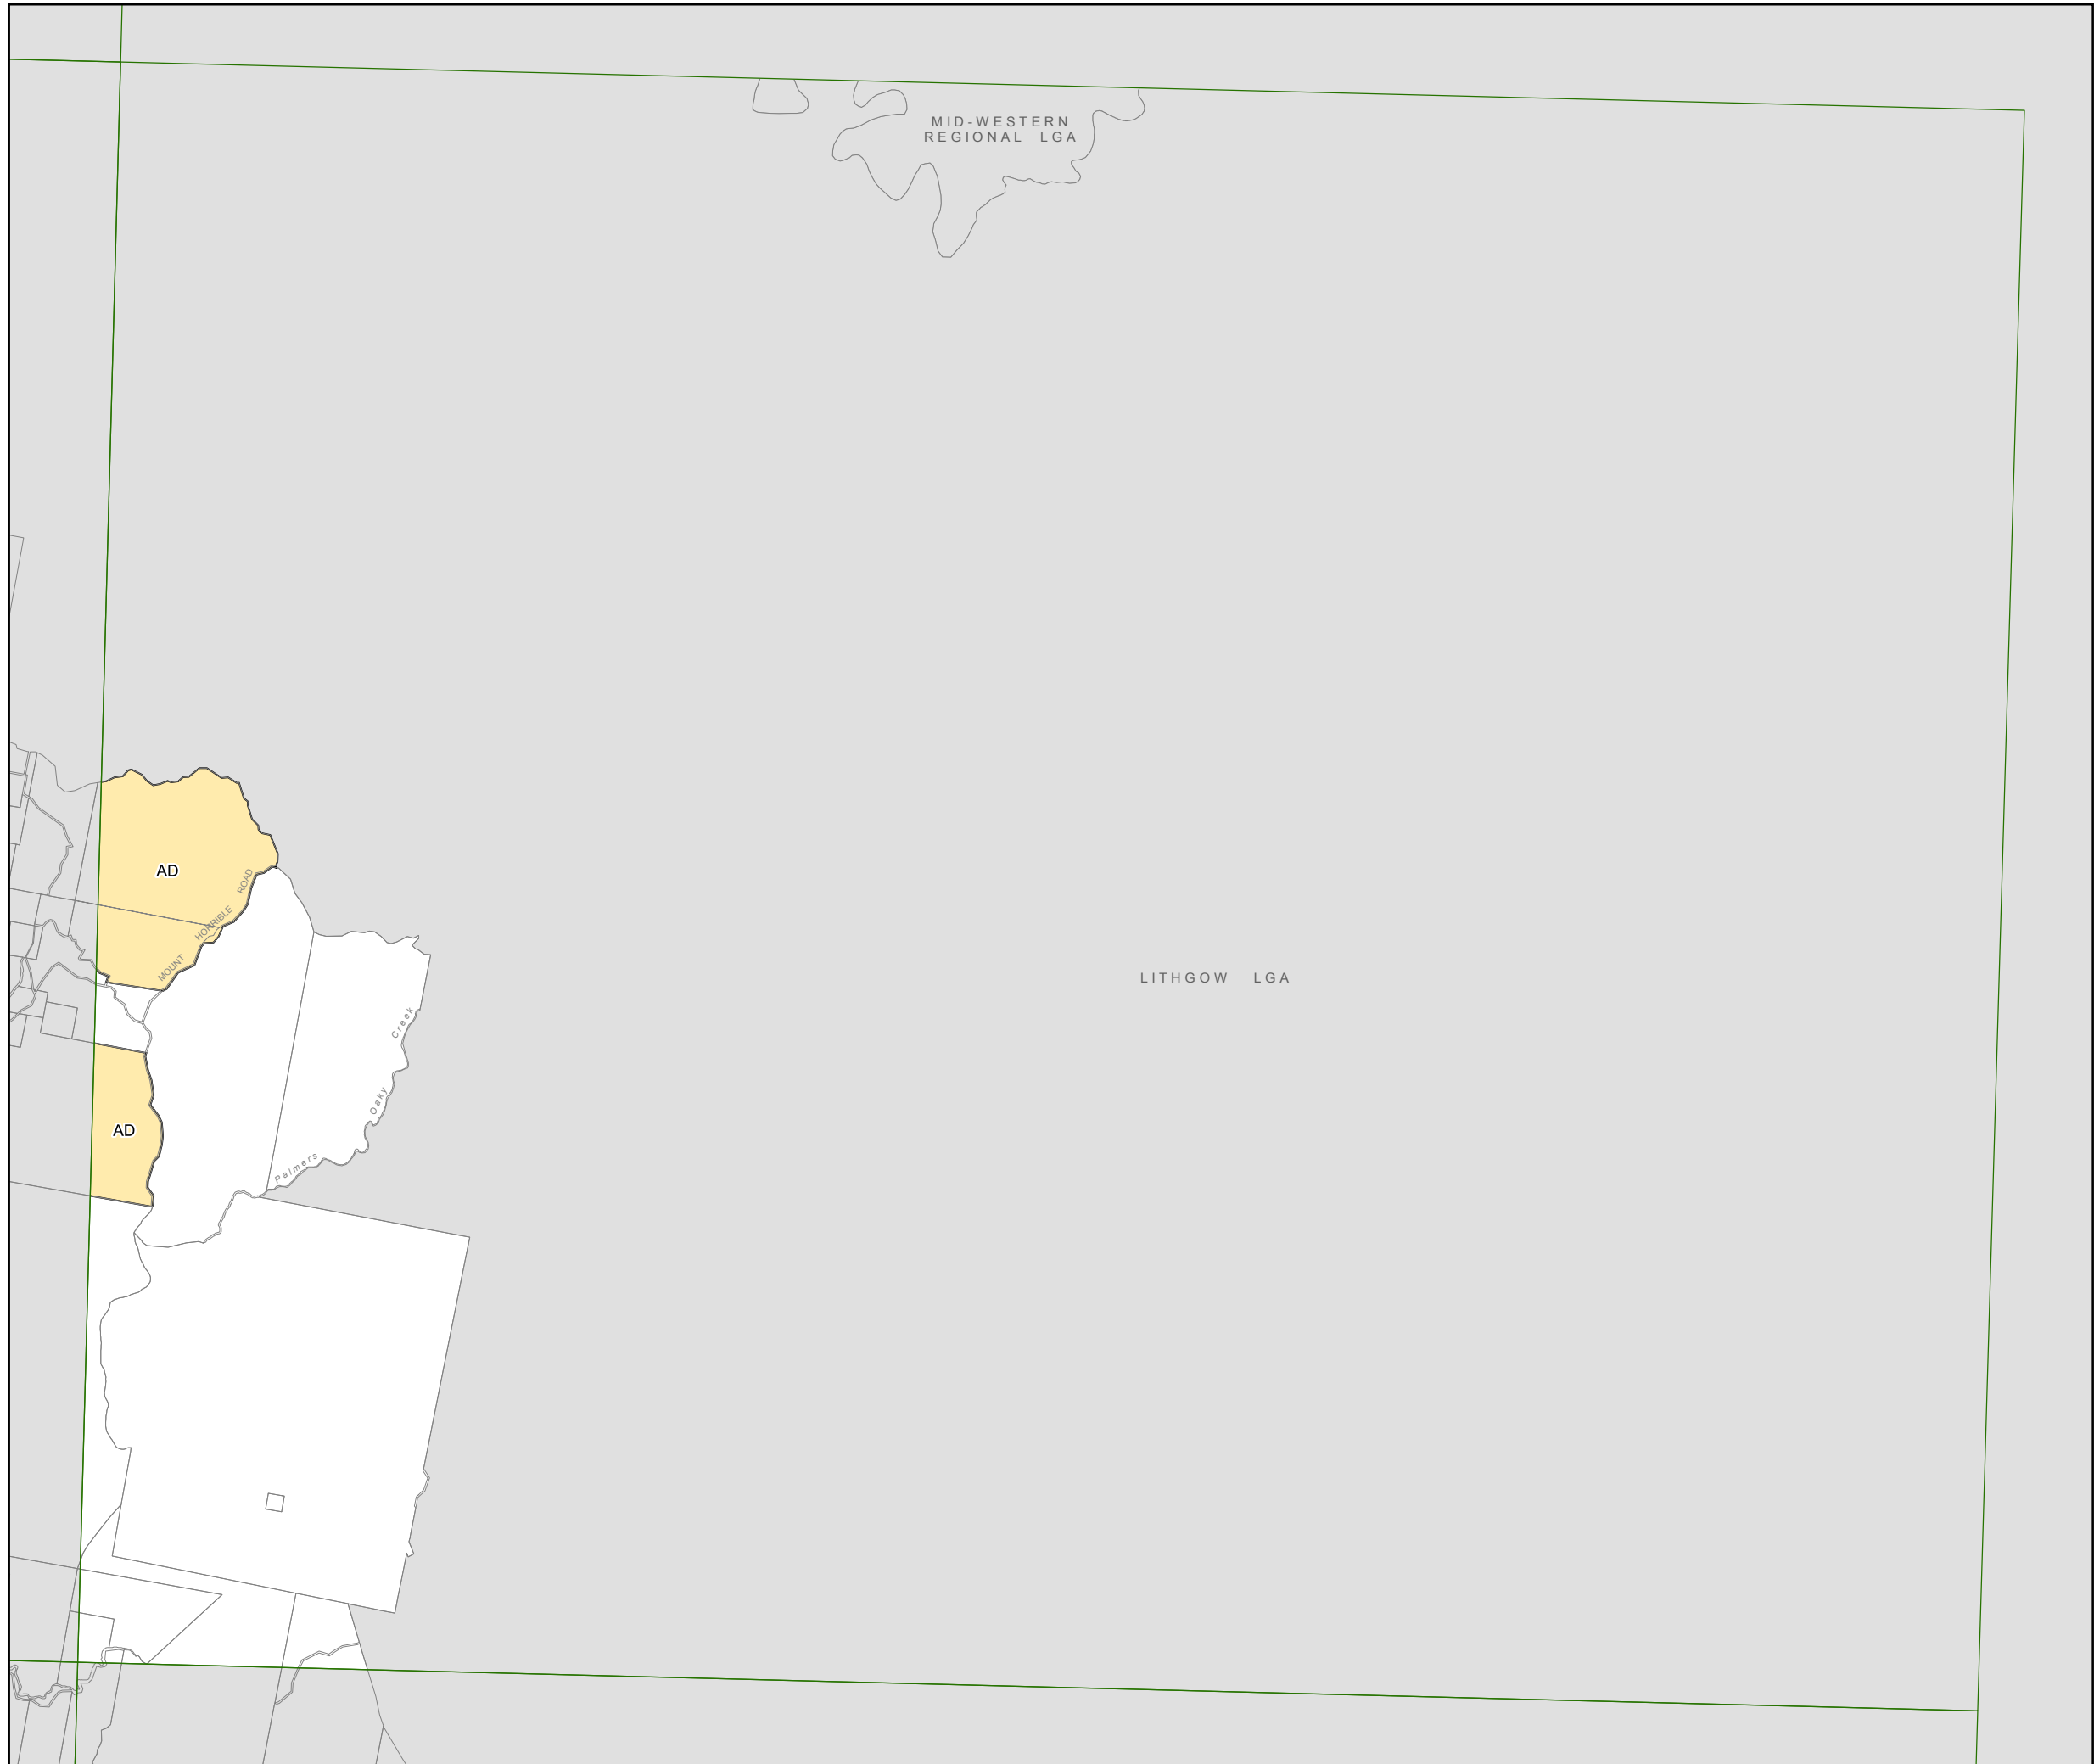 MID-WESTERN
REGIONAL LGA
AD
MOUNT HORRIBLE ROAD
LITHGOW LGA
Palmers Oaky Creek
AD